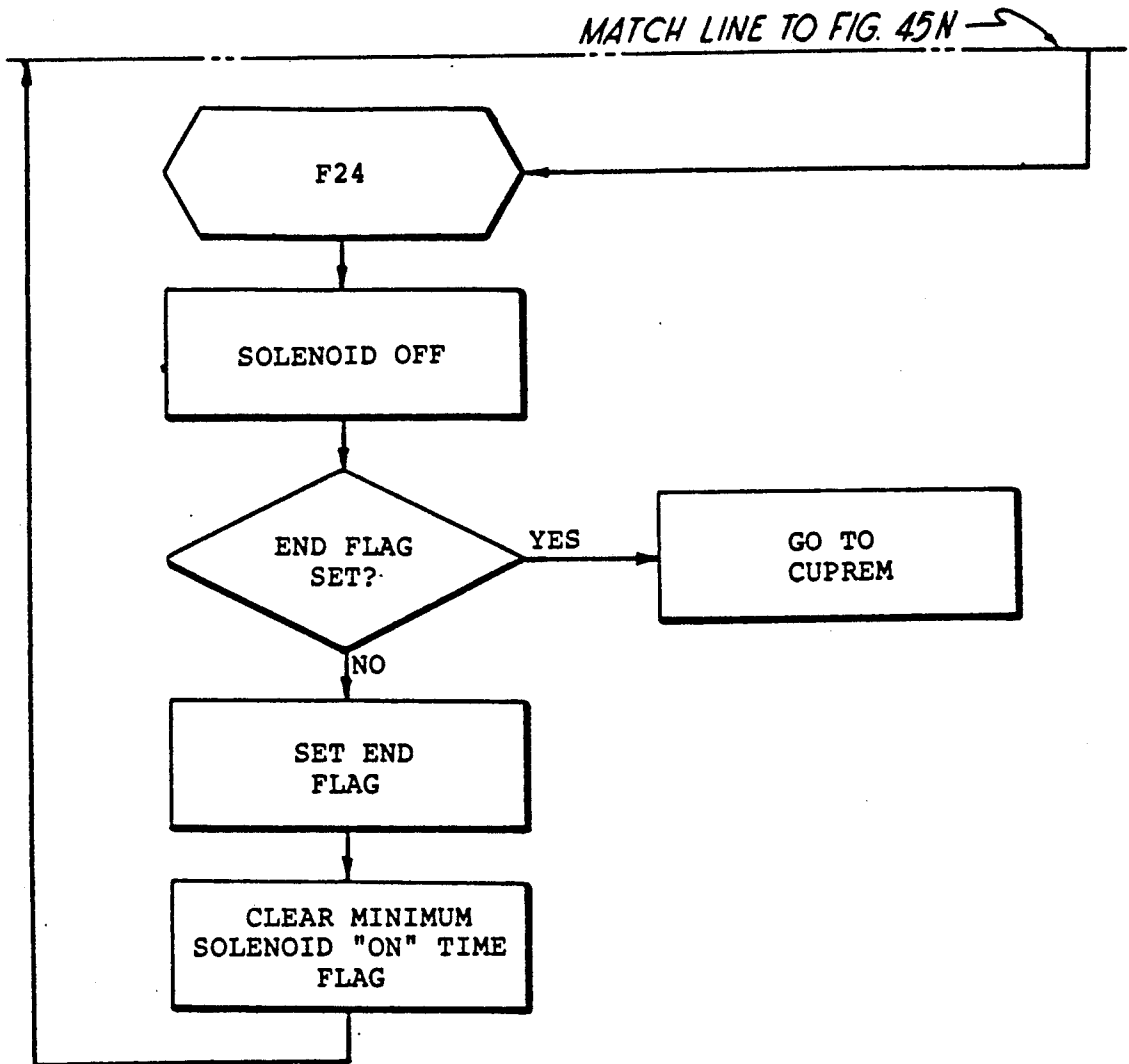 MATCH LINE TO FIG. 45N
F24
SOLENOID OFF
END FLAG
SET?
YES
GO TO
CUPREM
NO
SET END
FLAG
CLEAR MINIMUM
SOLENOID "ON" TIME
FLAG